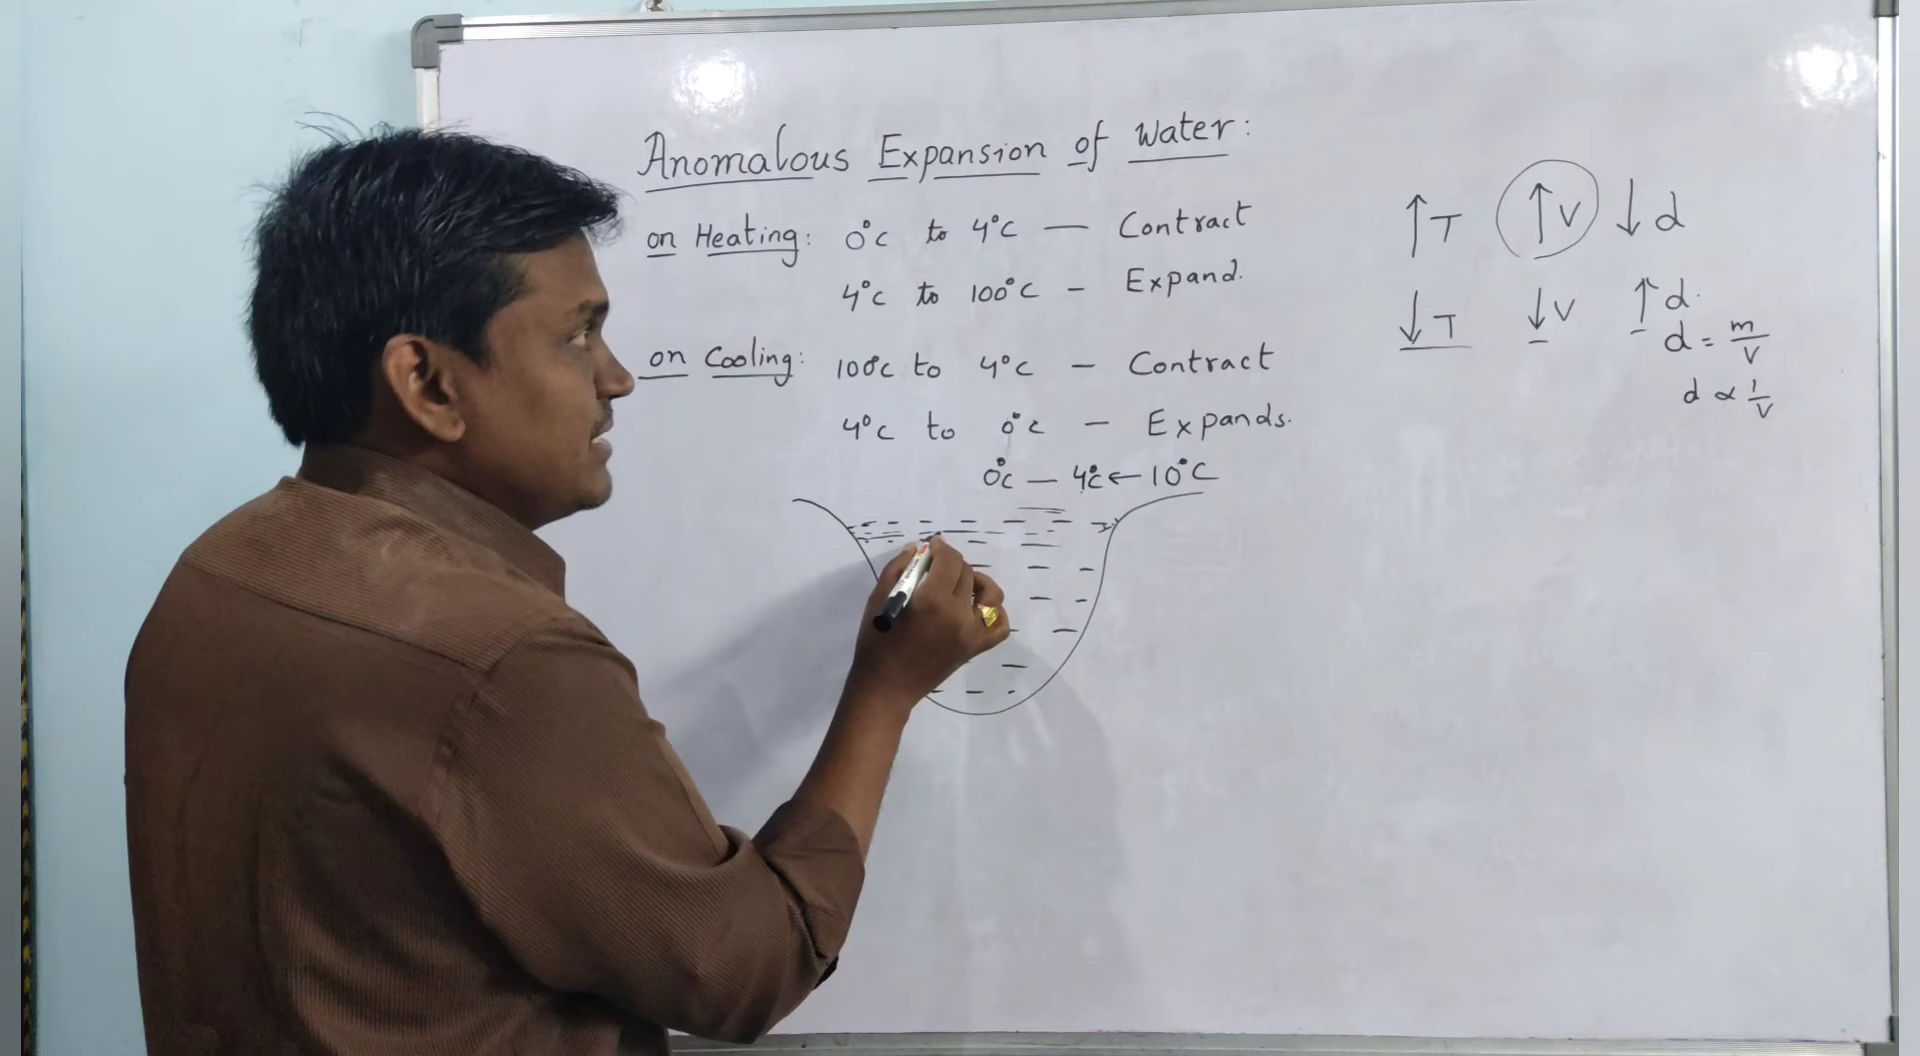 Anomalous Expansion of Water:
on Heating: 0°c to 4°c — Contract
4°c to 100°c - Expand.
on Cooling: 100°c to 4°c - Contract
4°c to 0°c - Expands.
0°c — 4°c ← 10°C
↑T ↑V ↓d
↓T ↓V ↑d.
d = m/V
d ∝ 1/V